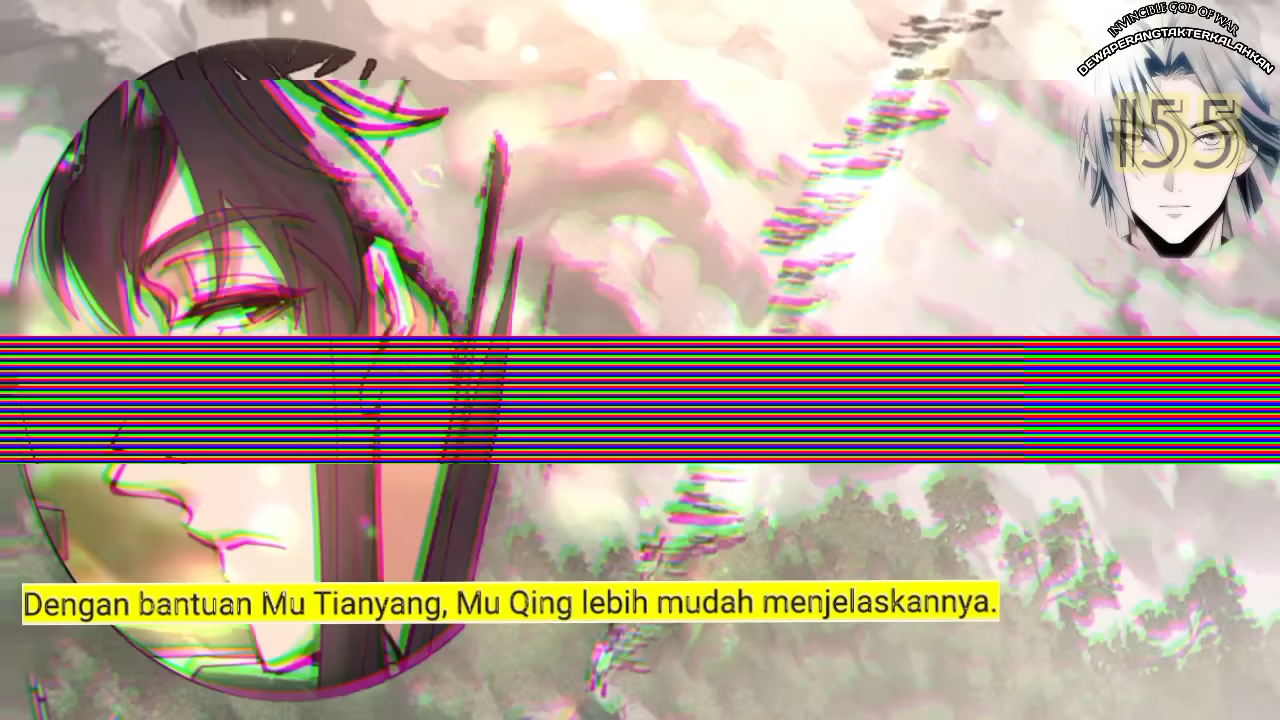 INVINCIBLE GOD OF WAR
DEWAPERANGTAKTERKALAHKAN
155
Dengan bantuan Mu Tianyang, Mu Qing lebih mudah menjelaskannya.